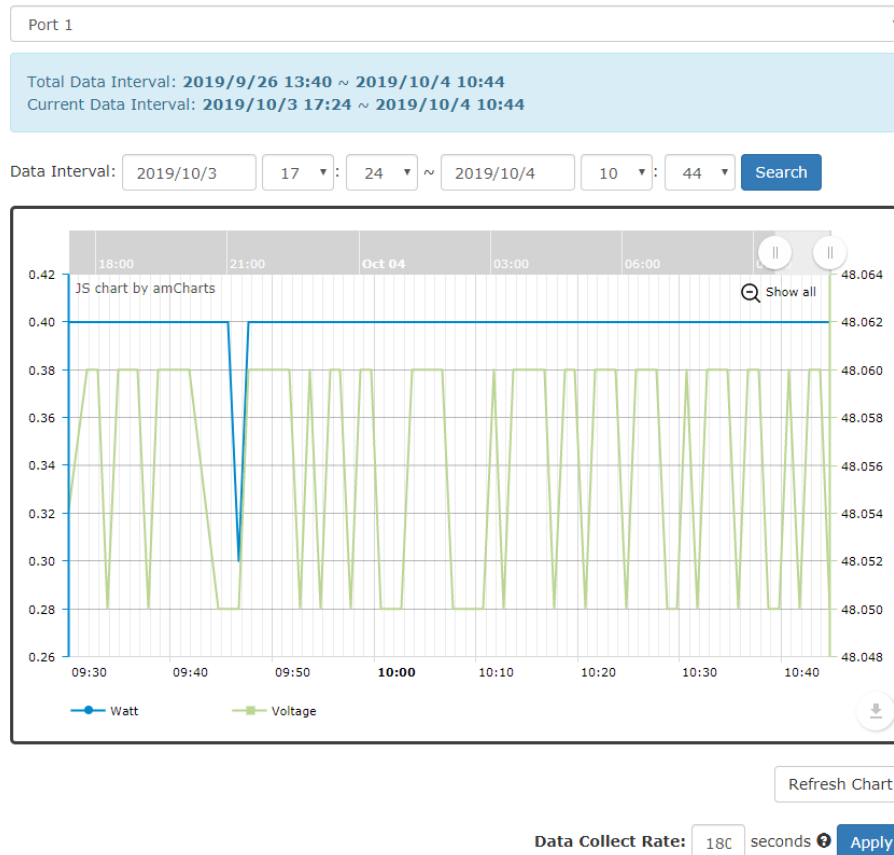 Port 1
Total Data Interval: 2019/9/26 13:40 ~ 2019/10/4 10:44
Current Data Interval: 2019/10/3 17:24 ~ 2019/10/4 10:44
Data Interval: 2019/10/3 17 : 24 ~ 2019/10/4 10 : 44 Search
18:00 21:00 Oct 04 03:00 06:00
JS chart by amCharts
Show all
0.42 48.064
0.40 48.062
0.38 48.060
0.36 48.058
0.34 48.056
0.32 48.054
0.30 48.052
0.28 48.050
0.26 48.048
09:30 09:40 09:50 10:00 10:10 10:20 10:30 10:40
Watt Voltage
Refresh Chart
Data Collect Rate: 180 seconds Apply